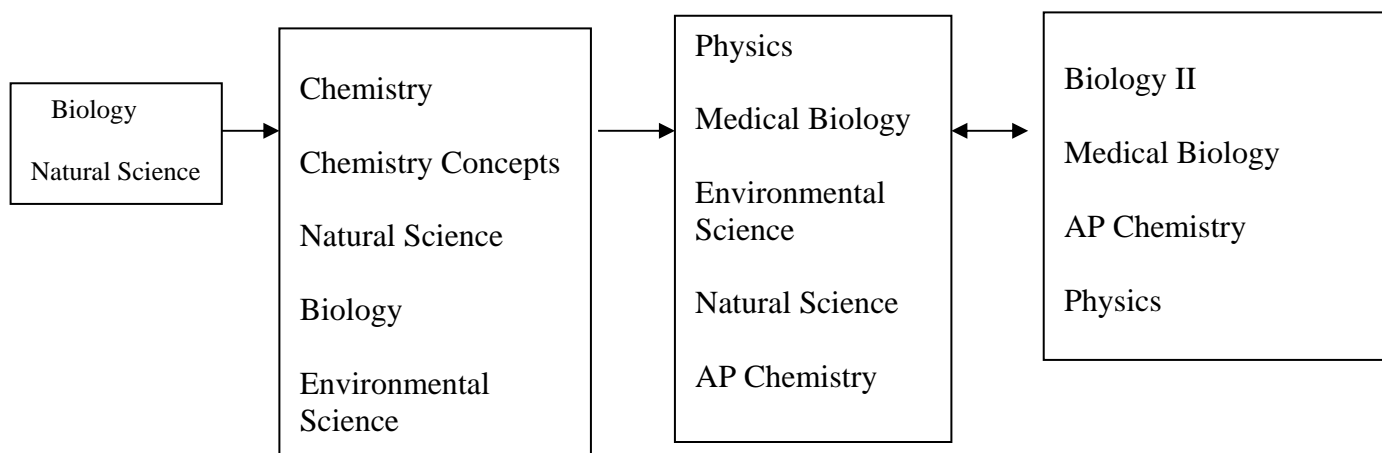 Biology
Natural Science
Chemistry
Chemistry Concepts
Natural Science
Biology
Environmental
Science
Physics
Medical Biology
Environmental
Science
Natural Science
AP Chemistry
Biology II
Medical Biology
AP Chemistry
Physics